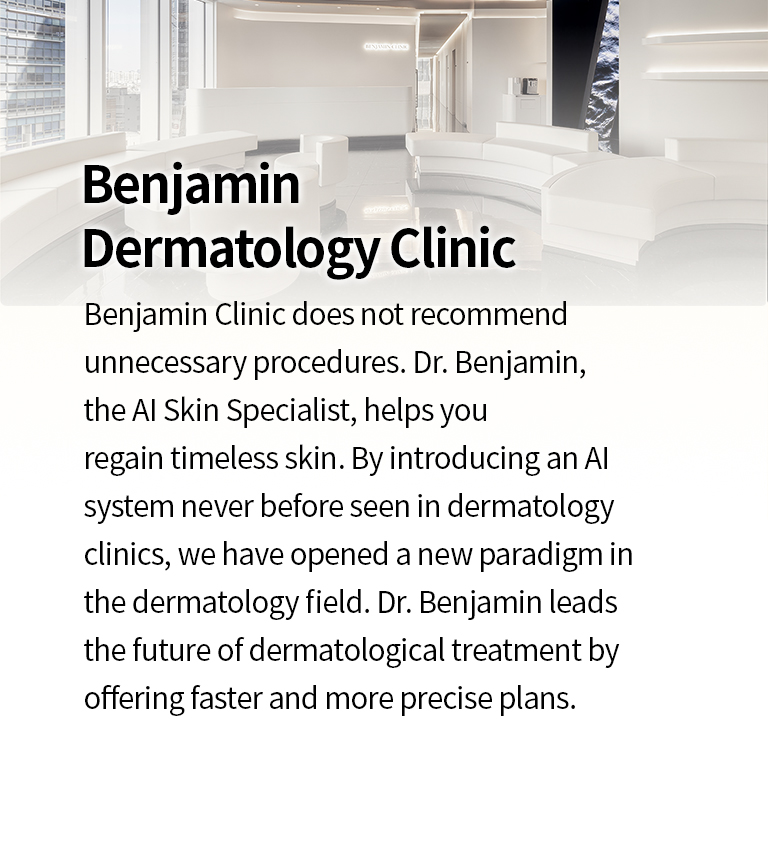 Benjamin
Dermatology Clinic
Benjamin Clinic does not recommend
unnecessary procedures. Dr. Benjamin,
the AI Skin Specialist, helps you
regain timeless skin. By introducing an AI
system never before seen in dermatology
clinics, we have opened a new paradigm in
the dermatology field. Dr. Benjamin leads
the future of dermatological treatment by
offering faster and more precise plans.